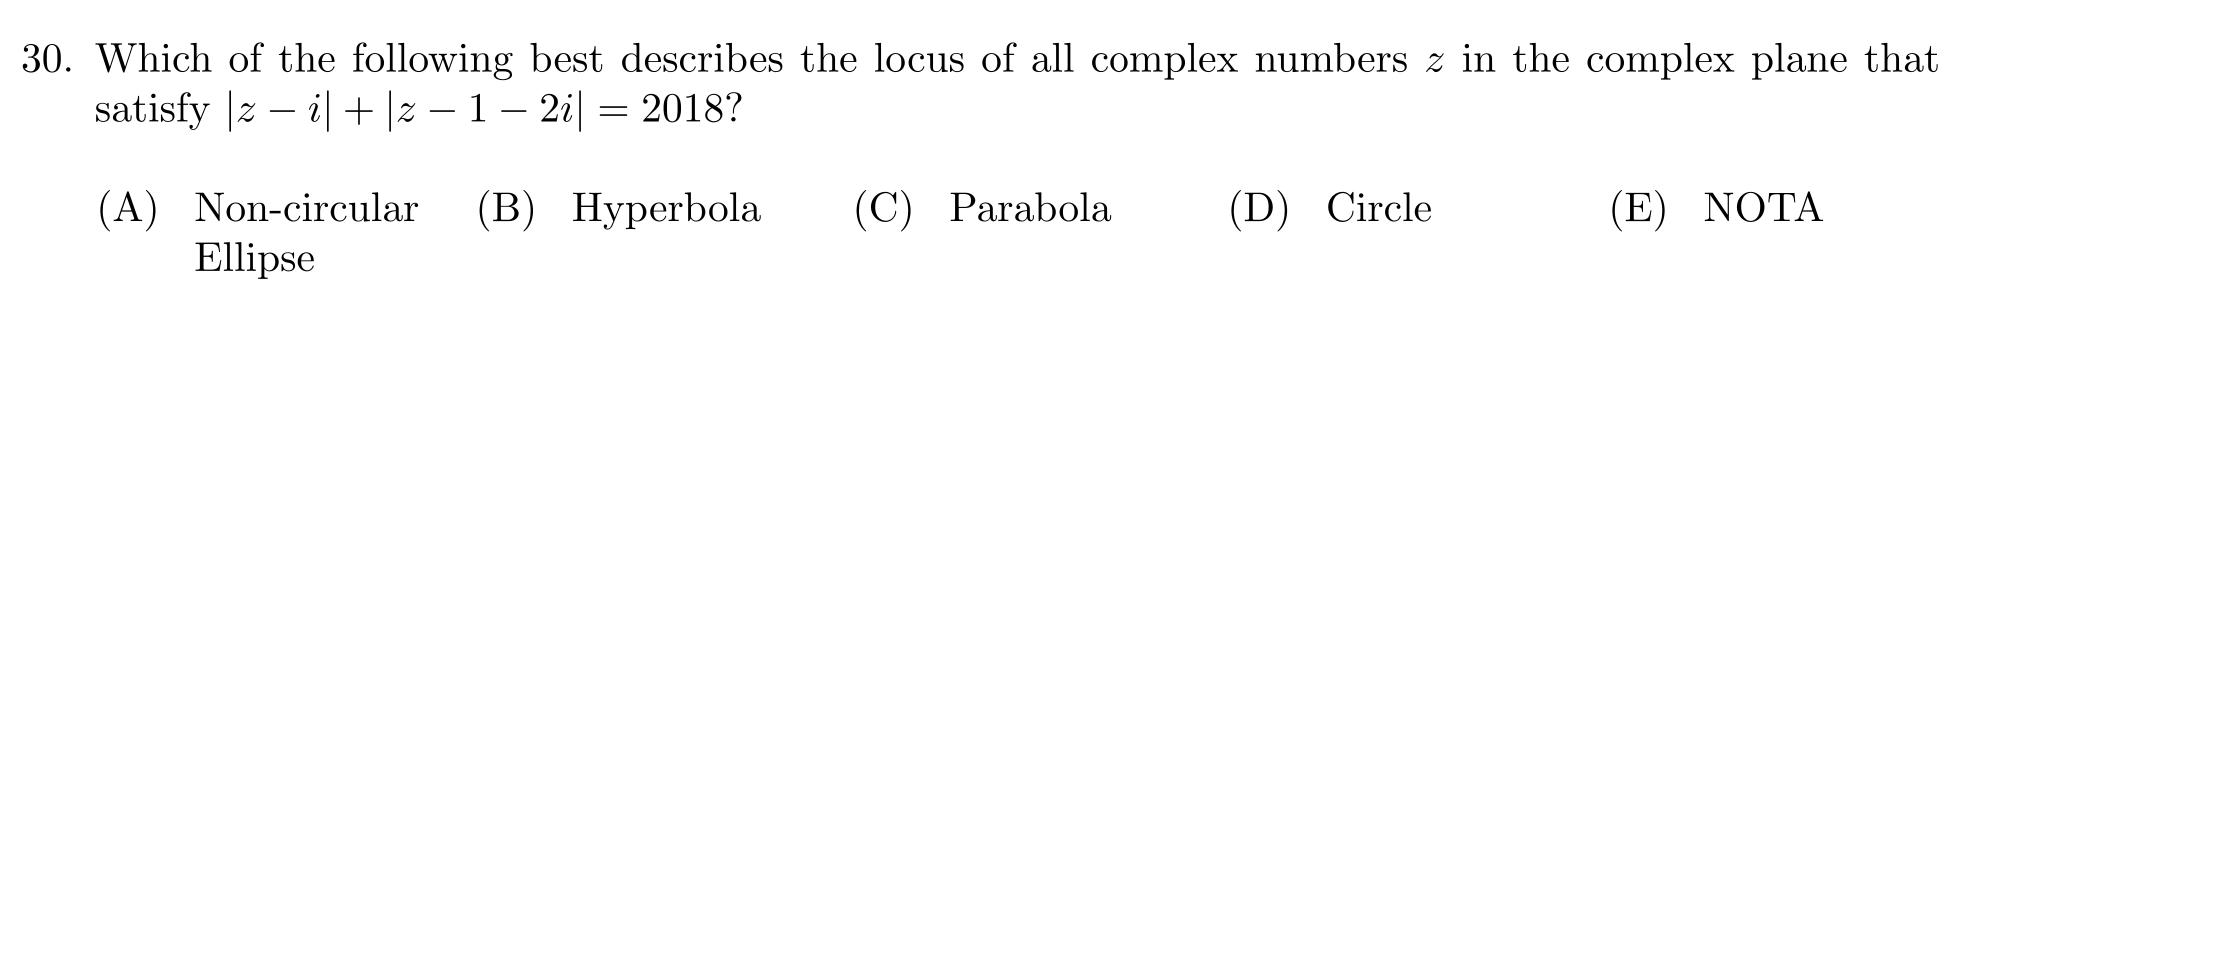 30. Which of the following best describes the locus of all complex numbers z in the complex plane that
satisfy |z − i| + |z − 1 − 2i| = 2018?
(A) Non-circular (B) Hyperbola (C) Parabola (D) Circle (E) NOTA
Ellipse